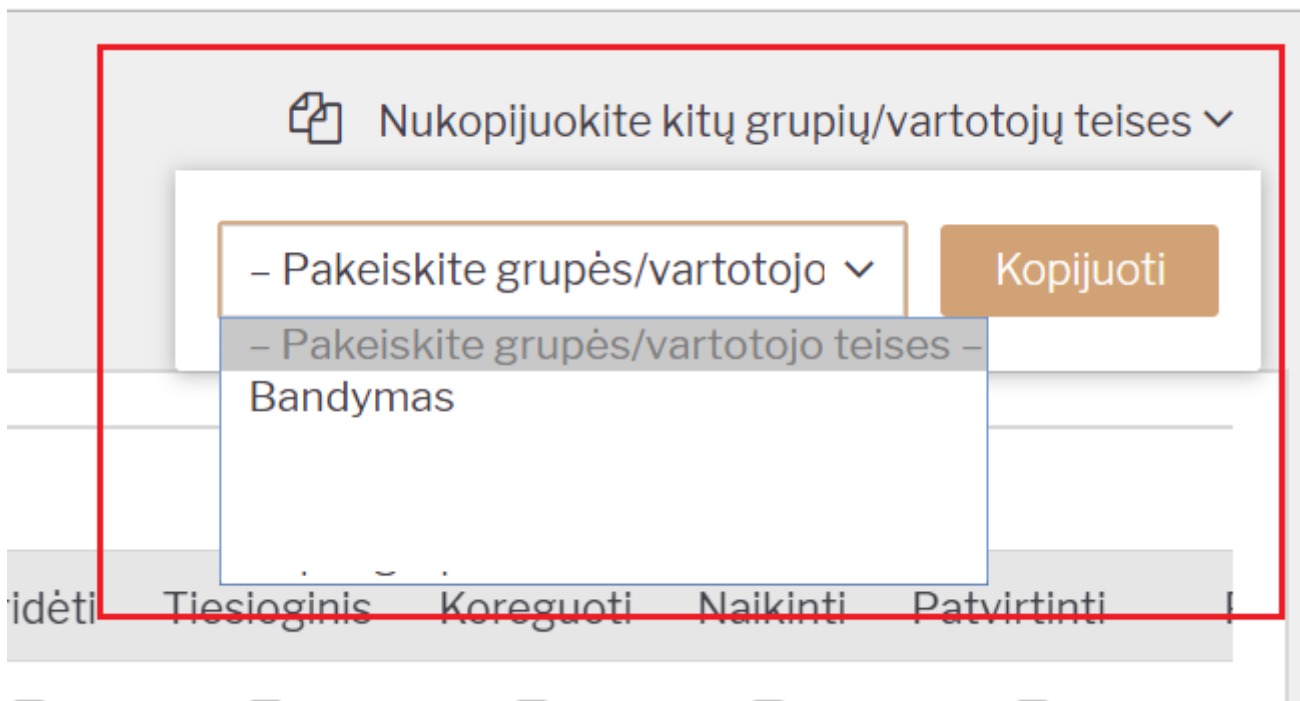 Nukopijuokite kitų grupių/vartotojų teises
– Pakeiskite grupės/vartotojo
Kopijuoti
– Pakeiskite grupės/vartotojo teises –
Bandymas
Tiesioginis Koreguoti Naikinti Patvirtinti